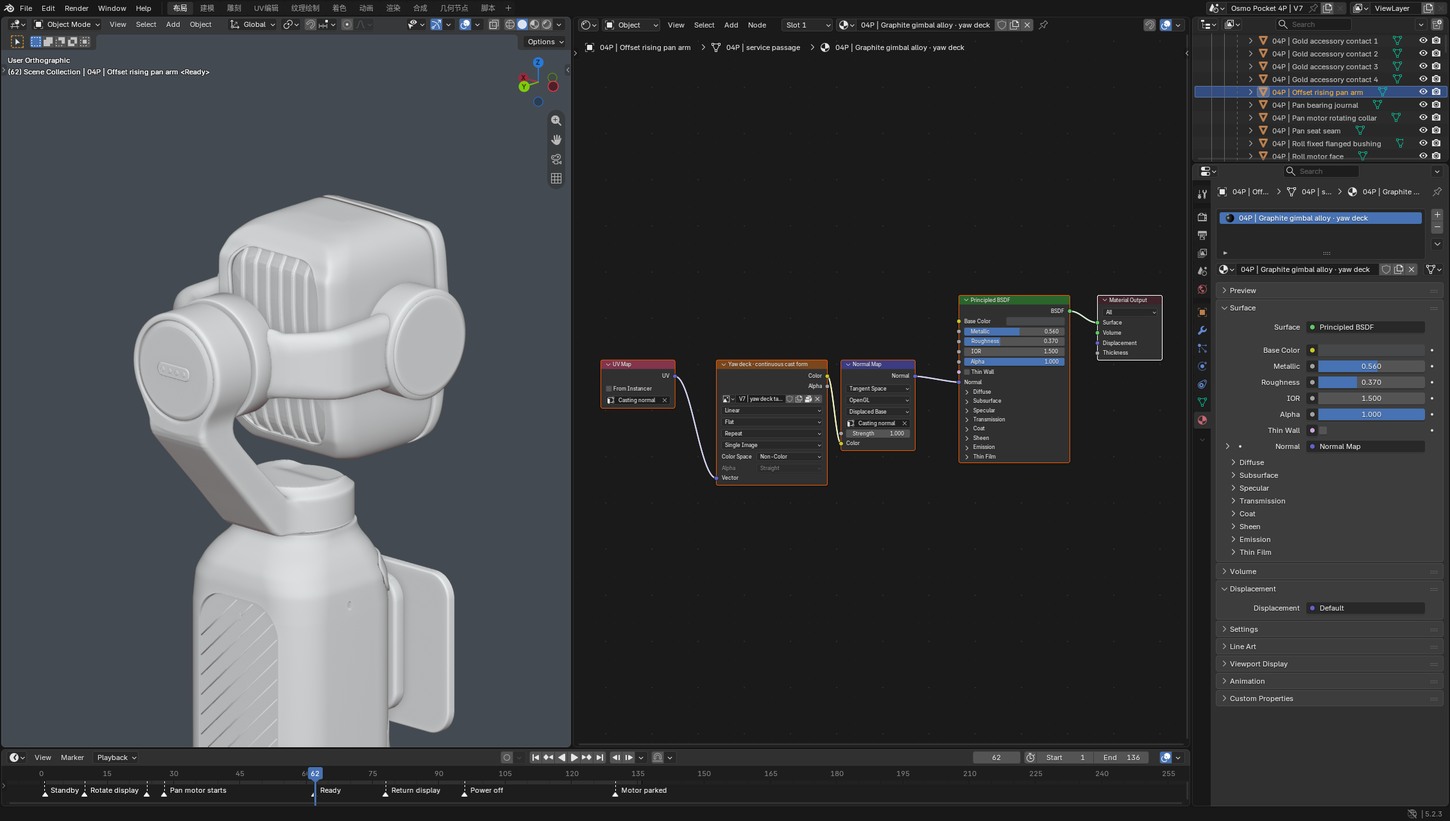 File Edit Render Window Help 布局 建模 雕刻 UV编辑 纹理绘制 着色 动画 渲染 合成 几何节点 脚本
Osmo Pocket 4P | V7 ViewLayer
Object Mode View Select Add Object Global
Options
User Orthographic
(62) Scene Collection | 04P | Offset rising pan arm <Ready>
Z
X
Y
Object View Select Add Node Slot 1 04P | Graphite gimbal alloy · yaw deck
04P | Offset rising pan arm 04P | service passage 04P | Graphite gimbal alloy · yaw deck
UV Map
UV
From Instancer
Casting normal
Yaw deck · continuous cast form
Color
Alpha
V7 | yaw deck ta...
Linear
Flat
Repeat
Single Image
Color Space Non-Color
Alpha Straight
Vector
Normal Map
Normal
Tangent Space
OpenGL
Displaced Base
Casting normal
Strength 1.000
Color
Principled BSDF
BSDF
Base Color
Metallic 0.560
Roughness 0.370
IOR 1.500
Alpha 1.000
Thin Wall
Normal
Diffuse
Subsurface
Specular
Transmission
Coat
Sheen
Emission
Thin Film
Material Output
All
Surface
Volume
Displacement
Thickness
Search
04P | Gold accessory contact 1
04P | Gold accessory contact 2
04P | Gold accessory contact 3
04P | Gold accessory contact 4
04P | Offset rising pan arm
04P | Pan bearing journal
04P | Pan motor rotating collar
04P | Pan seat seam
04P | Roll fixed flanged bushing
04P | Roll motor face
Search
04P | Off... 04P | s... 04P | Graphite ...
04P | Graphite gimbal alloy · yaw deck
04P | Graphite gimbal alloy · yaw deck
Preview
Surface
Surface Principled BSDF
Base Color
Metallic 0.560
Roughness 0.370
IOR 1.500
Alpha 1.000
Thin Wall
Normal Normal Map
Diffuse
Subsurface
Specular
Transmission
Coat
Sheen
Emission
Thin Film
Volume
Displacement
Displacement Default
Settings
Line Art
Viewport Display
Animation
Custom Properties
View Marker Playback
62 Start 1 End 136
0 15 30 45 62 75 90 105 120 135 150 165 180 195 210 225 240 255
Standby Rotate display Pan motor starts Ready Return display Power off Motor parked
5.2.3